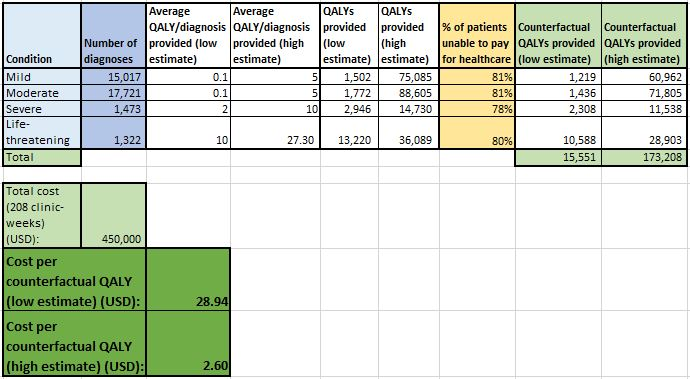 Condition Number of diagnoses Average QALY/diagnosis provided (low estimate) Average QALY/diagnosis provided (high estimate) QALYs provided (low estimate) QALYs provided (high estimate) % of patients unable to pay for healthcare Counterfactual QALYs provided (low estimate) Counterfactual QALYs provided (high estimate)
Mild 15,017 0.1 5 1,502 75,085 81% 1,219 60,962
Moderate 17,721 0.1 5 1,772 88,605 81% 1,436 71,805
Severe 1,473 2 10 2,946 14,730 78% 2,308 11,538
Life-
threatening 1,322 10 27.30 13,220 36,089 80% 10,588 28,903
Total 15,551 173,208
Total cost
(208 clinic-
weeks)
(USD): 450,000
Cost per
counterfactual QALY
(low estimate) (USD): 28.94
Cost per
counterfactual QALY
(high estimate) (USD): 2.60